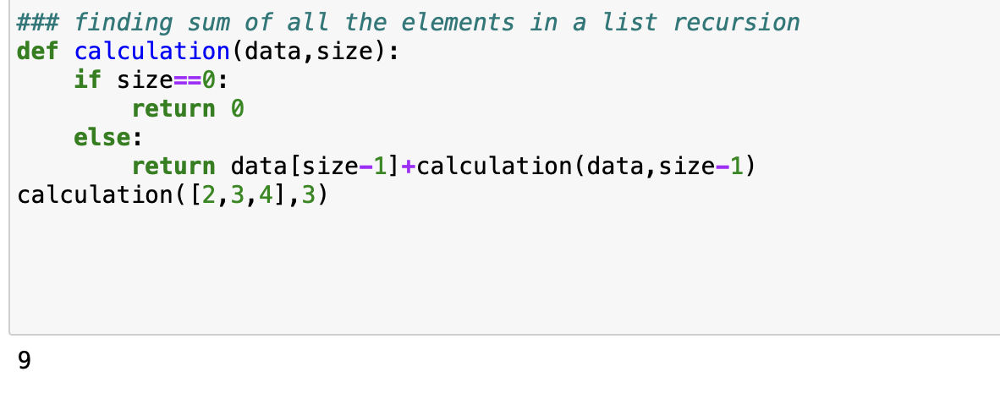 ### finding sum of all the elements in a list recursion
def calculation(data,size):
    if size==0:
        return 0
    else:
        return data[size-1]+calculation(data,size-1)
calculation([2,3,4],3)
9